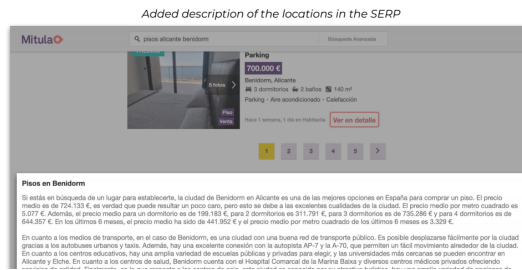 Added description of the locations in the SERP
Mitula
pisos alicante benidorm
Búsqueda Avanzada
Parking
700.000 €
Benidorm, Alicante
3 dormitorios 2 baños 140 m²
Parking · Aire acondicionado · Calefacción
5 fotos
Piso
Venta
Hace 1 semana, 1 día en Habitaclia
Ver en detalle
1 2 3 4 5 >
Pisos en Benidorm
Si estás en búsqueda de un lugar para establecerte, la ciudad de Benidorm en Alicante es una de las mejores opciones en España para comprar un piso. El precio
medio es de 724.133 €, es verdad que puede resultar un poco caro, pero esto se debe a las excelentes cualidades de la ciudad. El precio medio por metro cuadrado es
5.077 €. Además, el precio medio para un dormitorio es de 199.183 €, para 2 dormitorios es 311.791 €, para 3 dormitorios es de 735.286 € y para 4 dormitorios es de
644.357 €. En los últimos 6 meses, el precio medio ha sido de 441.952 € y el precio medio por metro cuadrado de los últimos 6 meses es 3.329 €.
En cuanto a los medios de transporte, en el caso de Benidorm, es una ciudad con una buena red de transporte público. Es posible desplazarse fácilmente por la ciudad
gracias a los autobuses urbanos y taxis. Además, hay una excelente conexión con la autopista AP-7 y la A-70, que permiten un fácil movimiento alrededor de la ciudad.
En cuanto a los centros educativos, hay una amplia variedad de escuelas públicas y privadas para elegir; y las universidades más cercanas se pueden encontrar en
Alicante y Elche. En cuanto a los centros de salud, Benidorm cuenta con el Hospital Comarcal de la Marina Baixa y diversos centros médicos privados ofreciendo